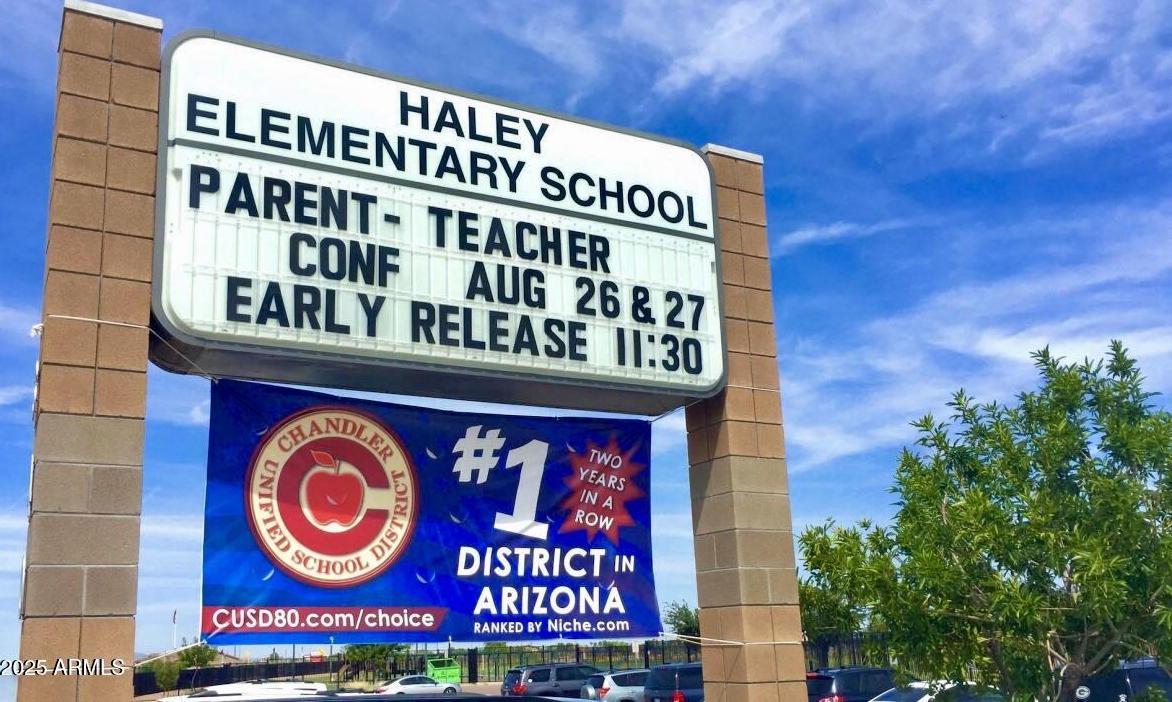 HALEY
ELEMENTARY SCHOOL
PARENT- TEACHER
CONF AUG 26 & 27
EARLY RELEASE 11:30
CHANDLER
UNIFIED SCHOOL DISTRICT
#1
TWO
YEARS
IN A
ROW
DISTRICT IN
ARIZONA
RANKED BY Niche.com
CUSD80.com/choice
2025 ARMLS